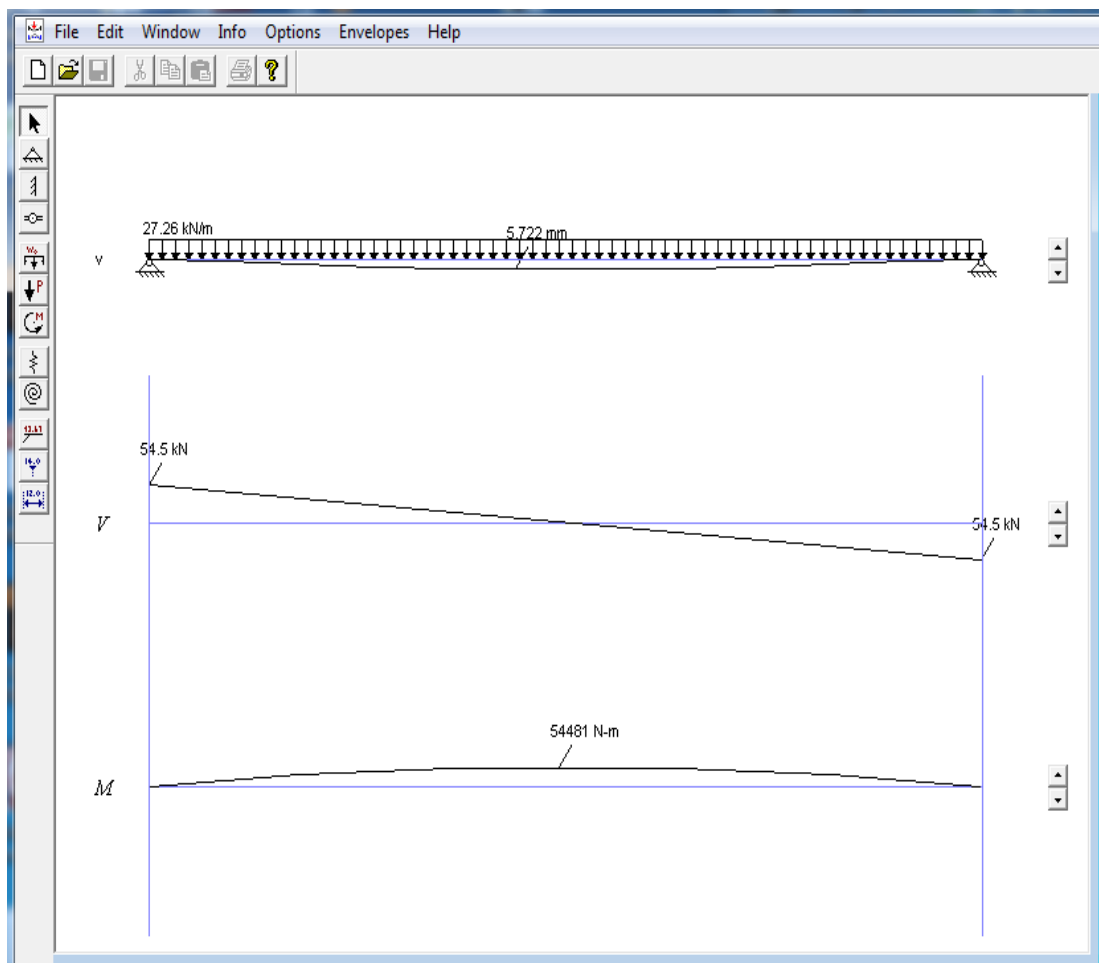 File Edit Window Info Options Envelopes Help
27.26 kN/m
5.722 mm
v
54.5 kN
V
54.5 kN
54481 N-m
M